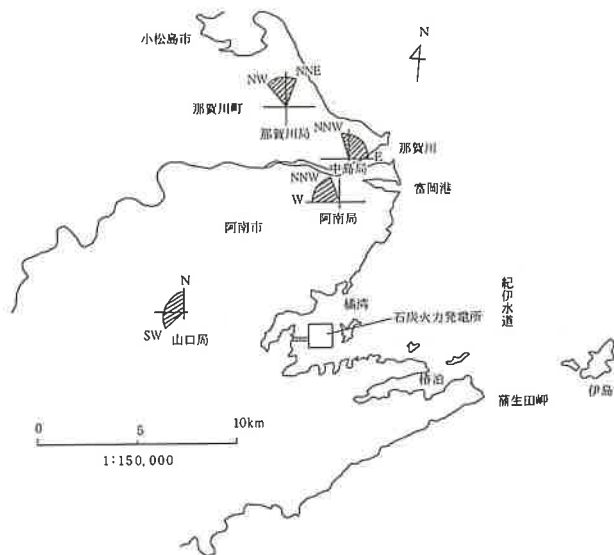 N
小松島市
NW
NNE
那賀川町
那賀川局
NNW
那賀川
E
中島局
NNW
富岡港
W
阿南局
阿南市
N
紀伊水道
橘湾
石炭火力発電所
SW
山口局
椿泊
伊島
蒲生田岬
0 5 10km
1:150,000